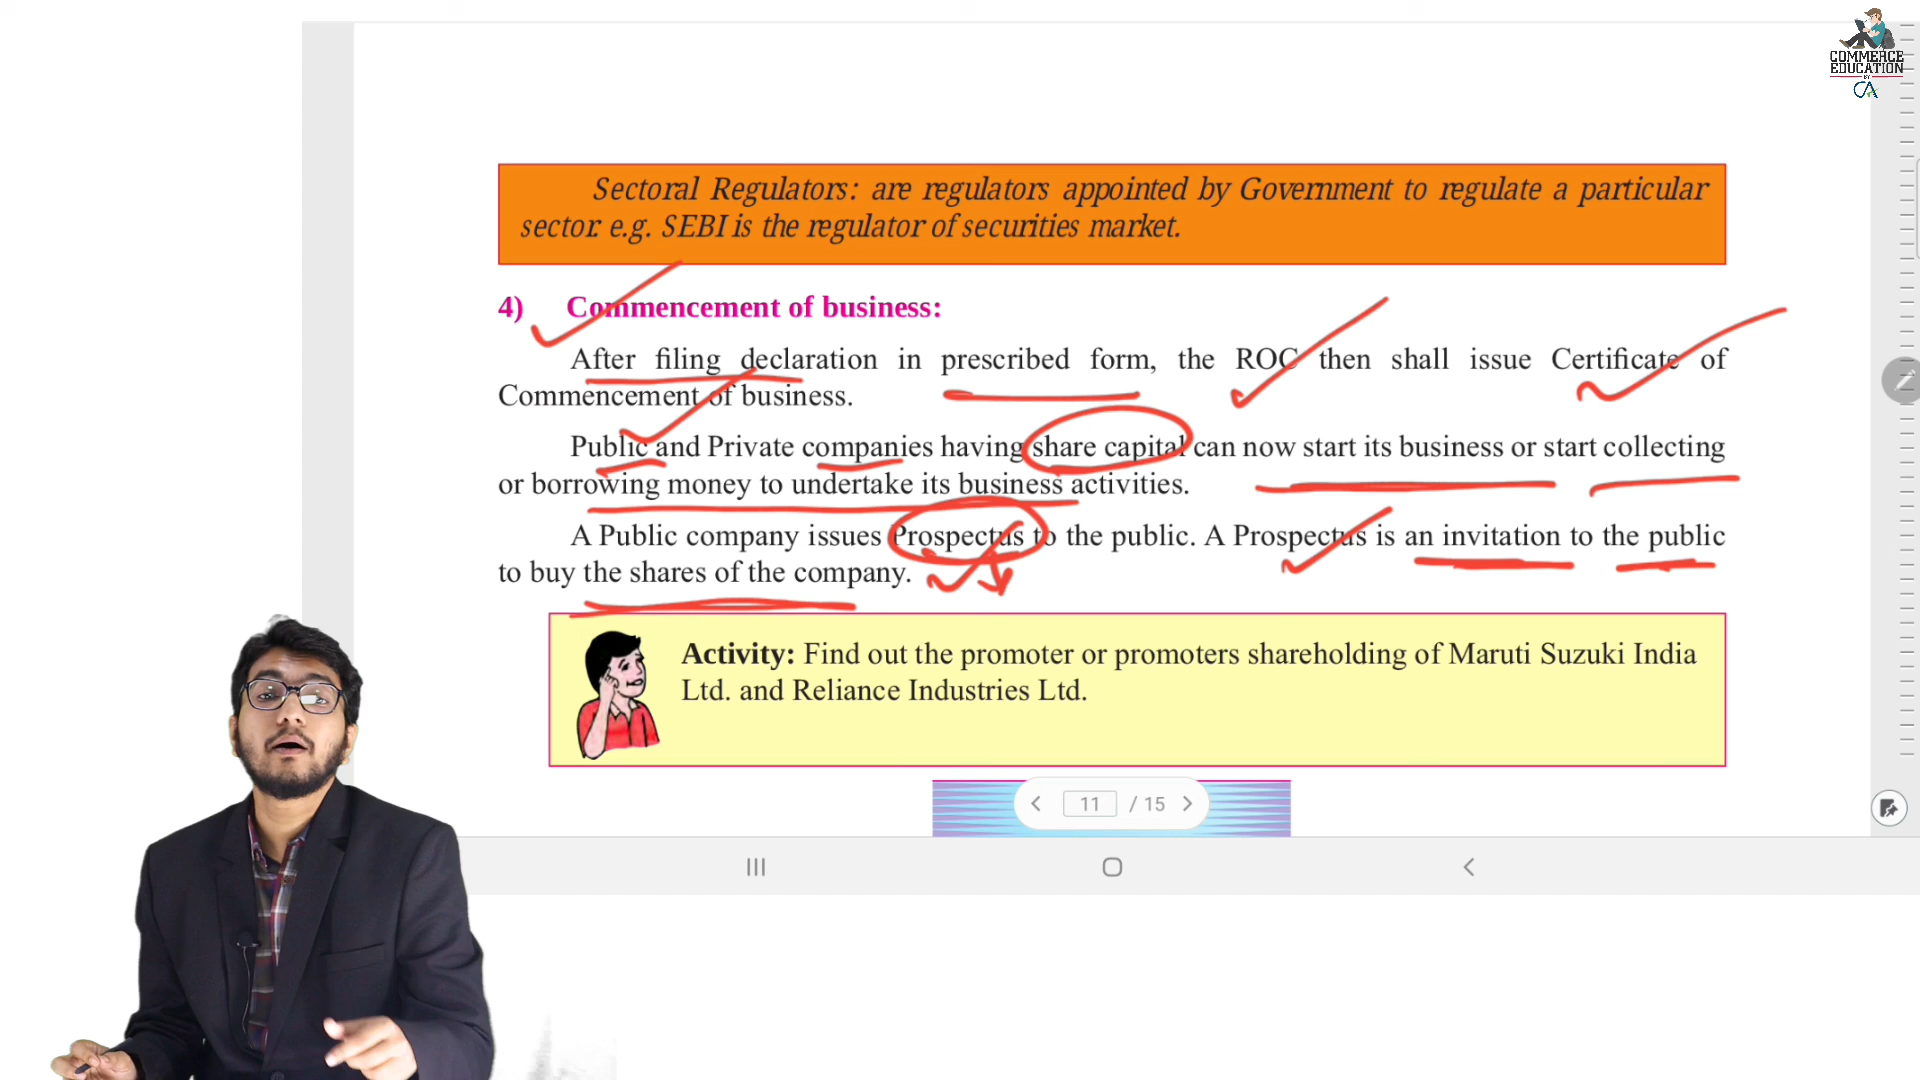 COMMERCE
EDUCATION
BY
CA
Sectoral Regulators: are regulators appointed by Government to regulate a particular
sector. e.g. SEBI is the regulator of securities market.
4) Commencement of business:
After filing declaration in prescribed form, the ROC then shall issue Certificate of
Commencement of business.
Public and Private companies having share capital can now start its business or start collecting
or borrowing money to undertake its business activities.
A Public company issues Prospectus to the public. A Prospectus is an invitation to the public
to buy the shares of the company.
Activity: Find out the promoter or promoters shareholding of Maruti Suzuki India
Ltd. and Reliance Industries Ltd.
11 / 15